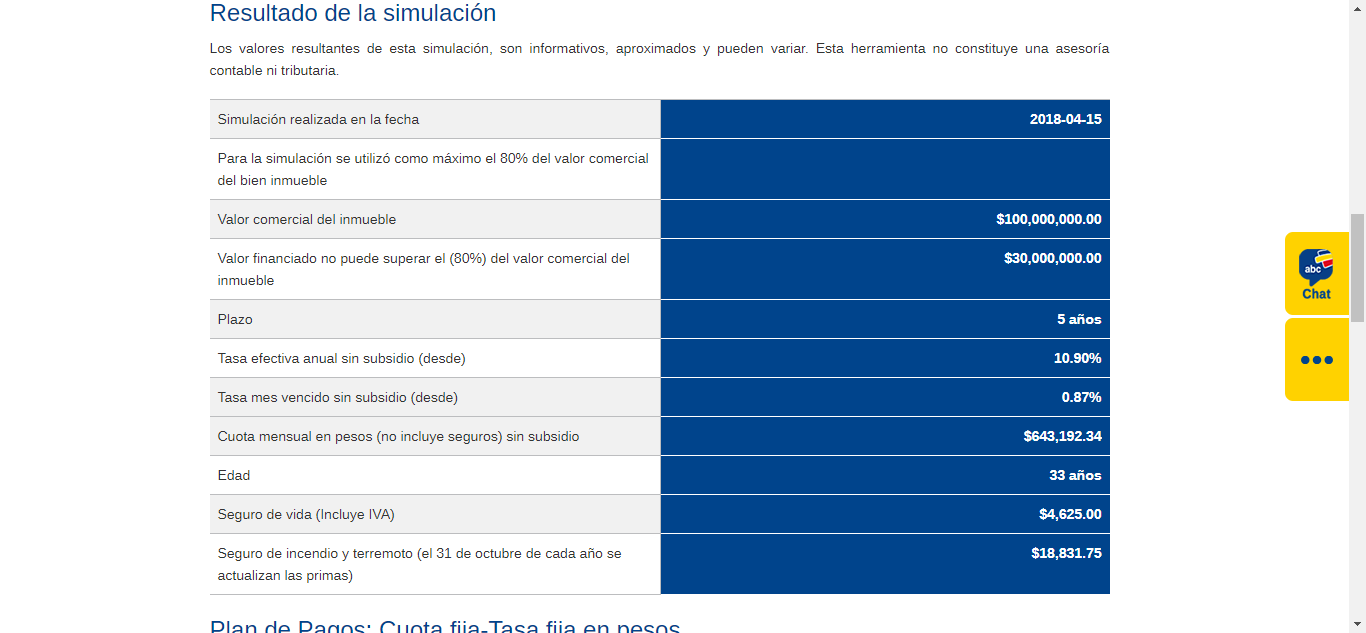 Resultado de la simulación
Los valores resultantes de esta simulación, son informativos, aproximados y pueden variar. Esta herramienta no constituye una asesoría
contable ni tributaria.
Simulación realizada en la fecha 2018-04-15
Para la simulación se utilizó como máximo el 80% del valor comercial
del bien inmueble
Valor comercial del inmueble $100,000,000.00
Valor financiado no puede superar el (80%) del valor comercial del $30,000,000.00
inmueble
Plazo 5 años
Tasa efectiva anual sin subsidio (desde) 10.90%
Tasa mes vencido sin subsidio (desde) 0.87%
Cuota mensual en pesos (no incluye seguros) sin subsidio $643,192.34
Edad 33 años
Seguro de vida (Incluye IVA) $4,625.00
Seguro de incendio y terremoto (el 31 de octubre de cada año se $18,831.75
actualizan las primas)
Plan de Pagos: Cuota fija-Tasa fija en pesos
abc
Chat